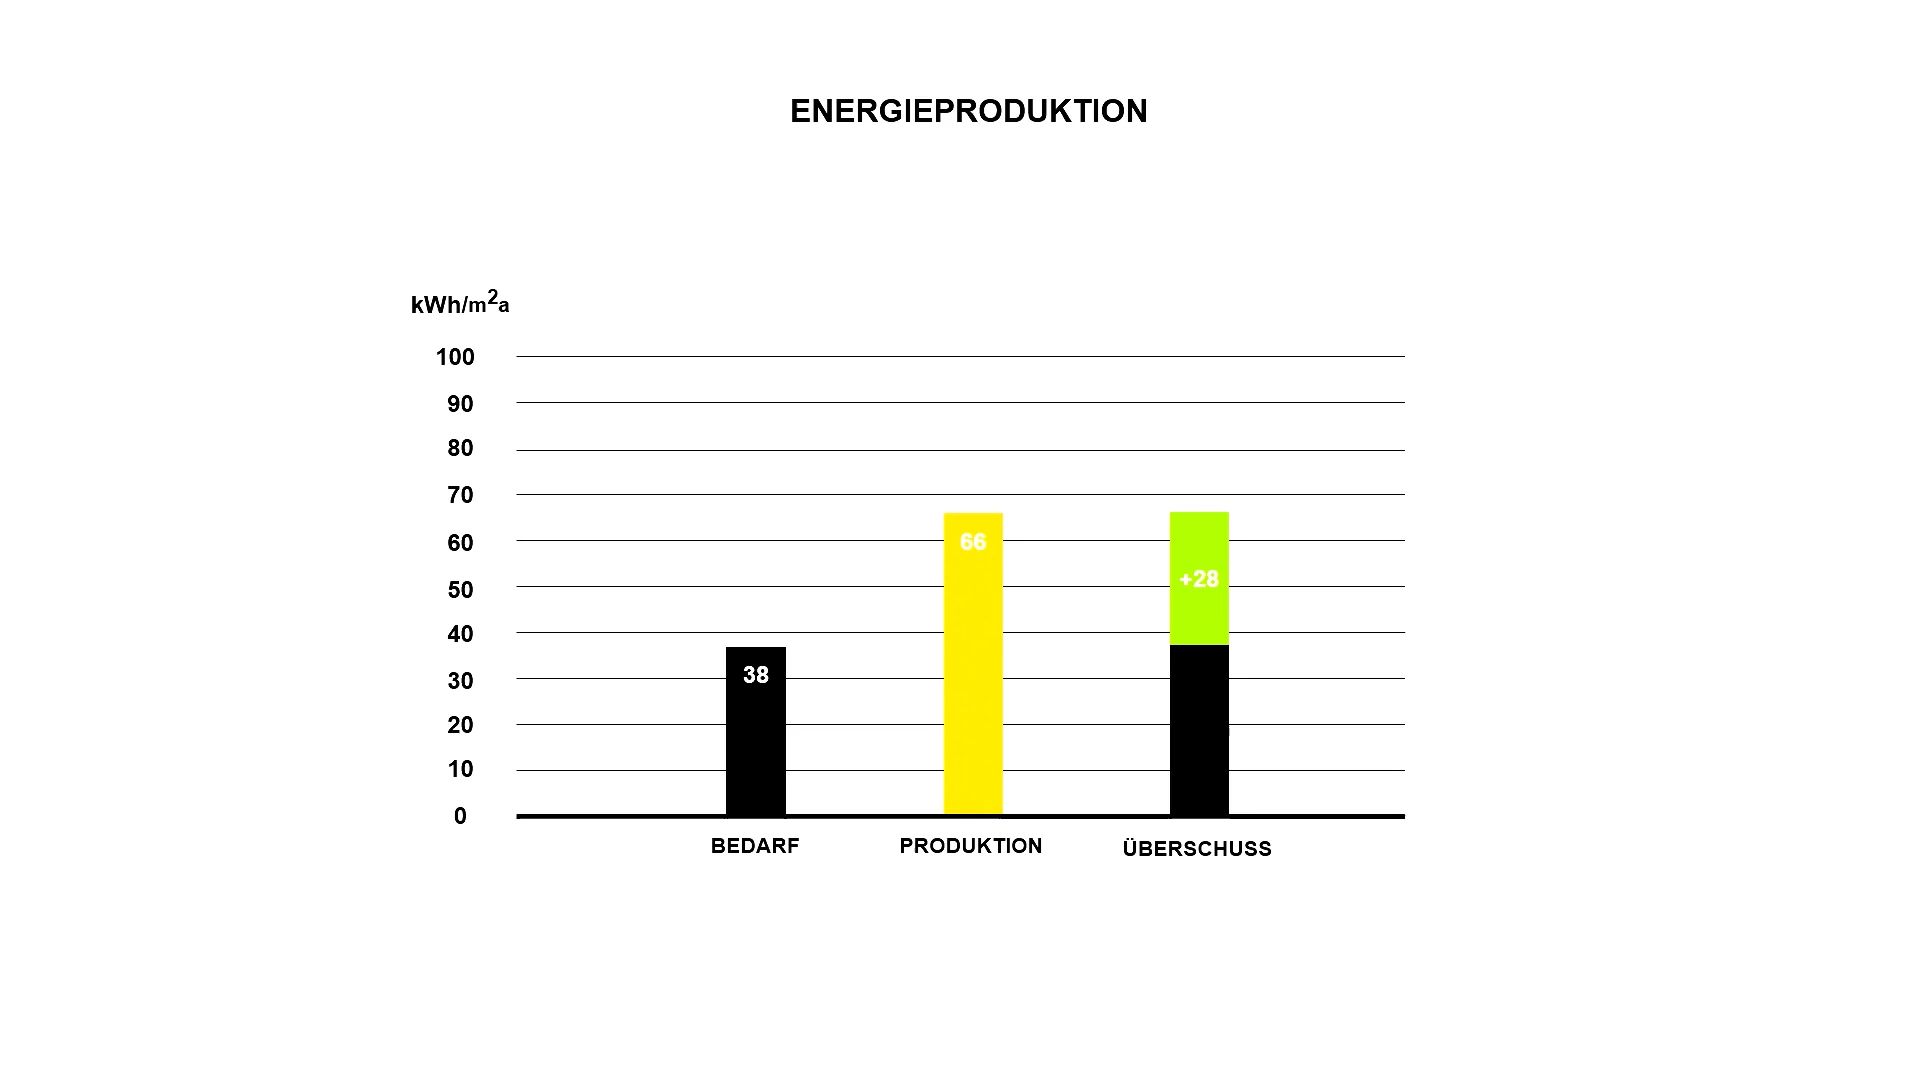 ENERGIEPRODUKTION
kWh/m²a
100
90
80
70
60
50
40
30
20
10
0
38
66
+28
BEDARF
PRODUKTION
ÜBERSCHUSS